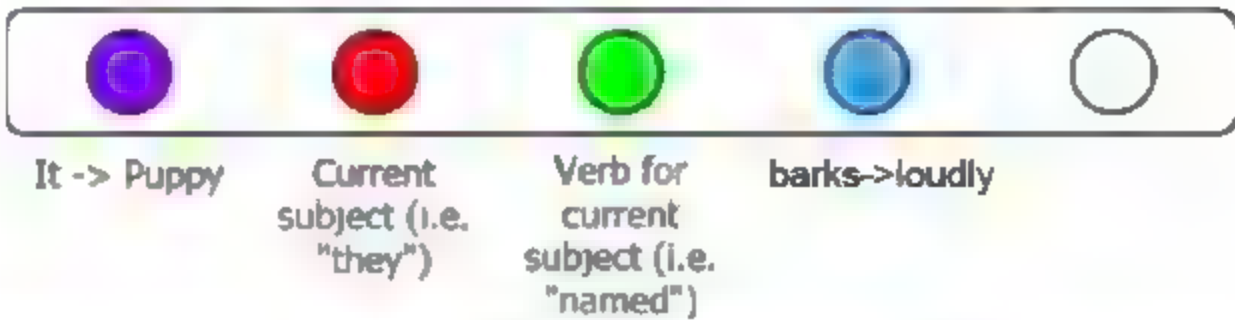 It -> Puppy
Current
subject (i.e.
"they")
Verb for
current
subject (i.e.
"named")
barks->loudly